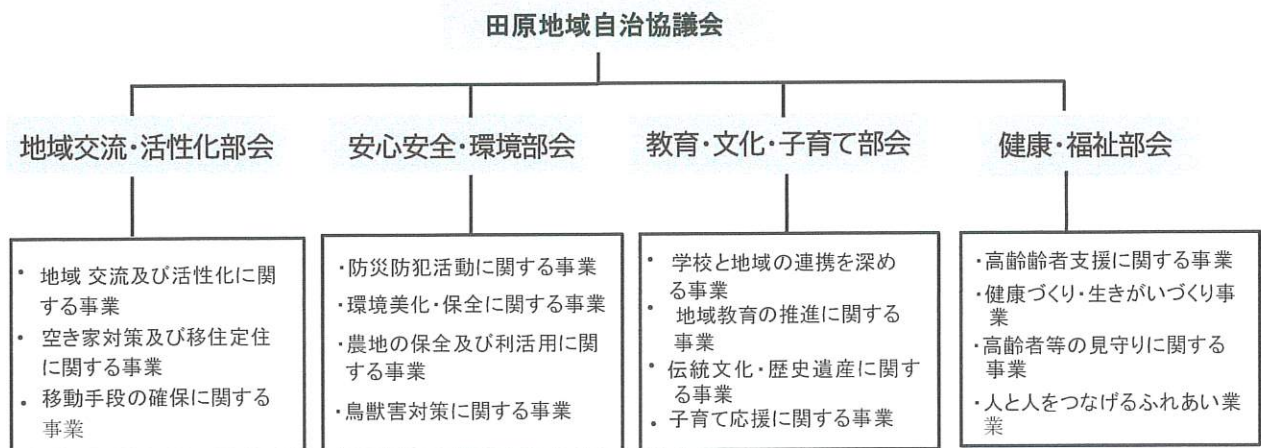 田原地域自治協議会
地域交流・活性化部会
安心安全・環境部会
教育・文化・子育て部会
健康・福祉部会
・ 地域 交流及び活性化に関
する事業
・ 空き家対策及び移住定住
に関する事業
・ 移動手段の確保に関する
事業
・防災防犯活動に関する事業
・環境美化・保全に関する事業
・農地の保全及び利活用に関
する事業
・鳥獣害対策に関する事業
・ 学校と地域の連携を深め
る事業
・ 地域教育の推進に関する
事業
・ 伝統文化・歴史遺産に関す
る事業
・ 子育て応援に関する事業
・高齢齢者支援に関する事業
・健康づくり・生きがいづくり事
業
・高齢者等の見守りに関する
事業
・人と人をつなげるふれあい業
業